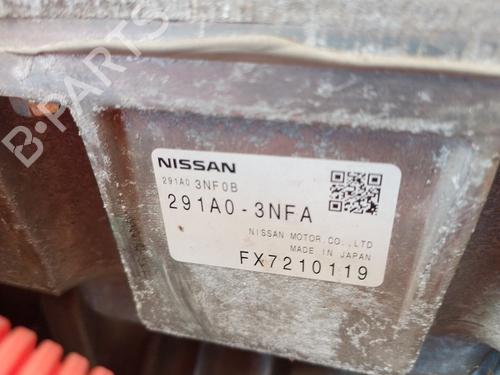 B-PARTS
NISSAN
291A0 3NF0B
291A0-3NFA
NISSAN MOTOR.CO.,LTD
MADE IN JAPAN
FX7210119